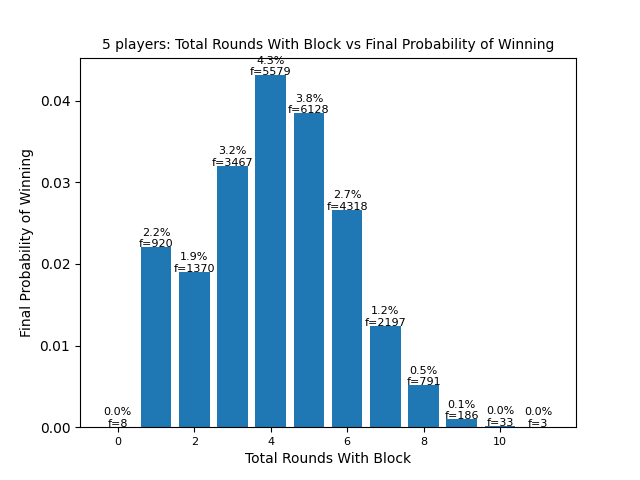 5 players: Total Rounds With Block vs Final Probability of Winning
Final Probability of Winning
0.04
0.03
0.02
0.01
0.00
0.0%
f=8
2.2%
f=920
1.9%
f=1370
3.2%
f=3467
4.3%
f=5579
3.8%
f=6128
2.7%
f=4318
1.2%
f=2197
0.5%
f=791
0.1%
f=186
0.0%
f=33
0.0%
f=3
0 2 4 6 8 10
Total Rounds With Block